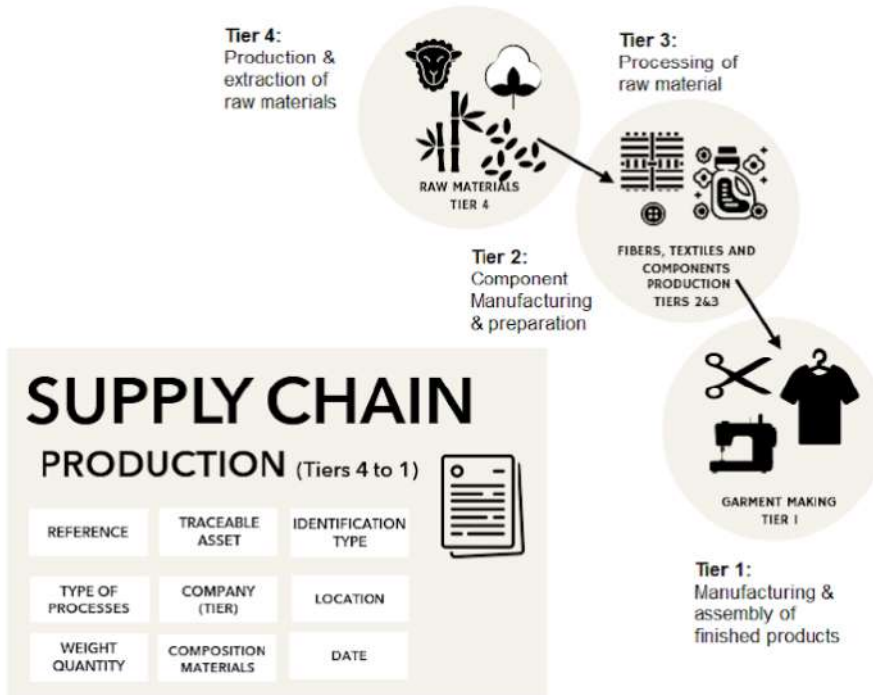 Tier 4:
Production &
extraction of
raw materials
RAW MATERIALS
TIER 4
Tier 3:
Processing of
raw material
Tier 2:
Component
Manufacturing
& preparation
FIBERS, TEXTILES AND
COMPONENTS
PRODUCTION
TIERS 2&3
GARMENT MAKING
TIER 1
Tier 1:
Manufacturing &
assembly of
finished products
SUPPLY CHAIN
PRODUCTION (Tiers 4 to 1)
REFERENCE
TRACEABLE
ASSET
IDENTIFICATION
TYPE
TYPE OF
PROCESSES
COMPANY
(TIER)
LOCATION
WEIGHT
QUANTITY
COMPOSITION
MATERIALS
DATE